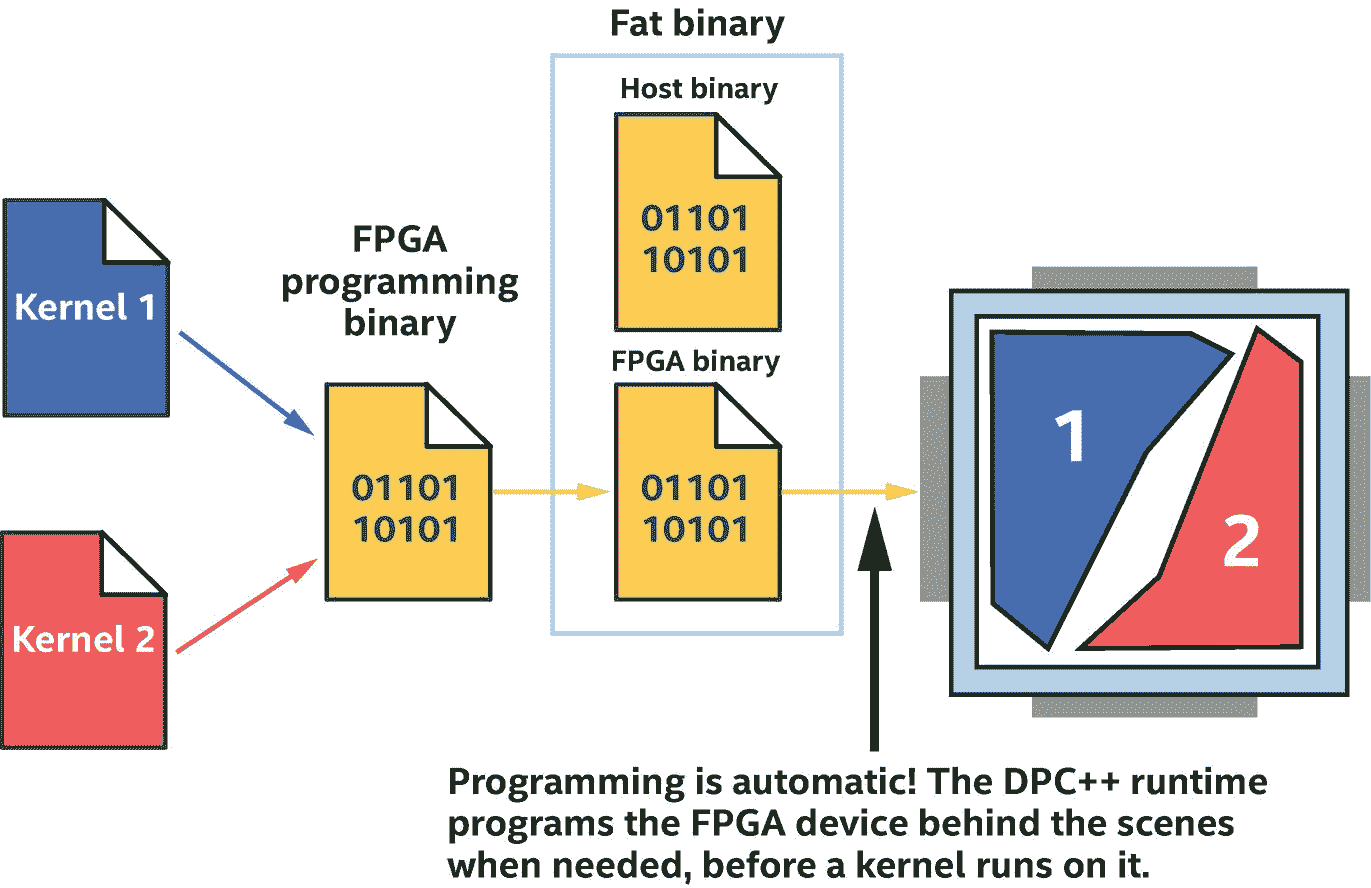 Fat binary
Host binary
01101
10101
Kernel 1
FPGA
programming
binary
FPGA binary
01101
10101
01101
10101
Kernel 2
1
2
Programming is automatic! The DPC++ runtime
programs the FPGA device behind the scenes
when needed, before a kernel runs on it.